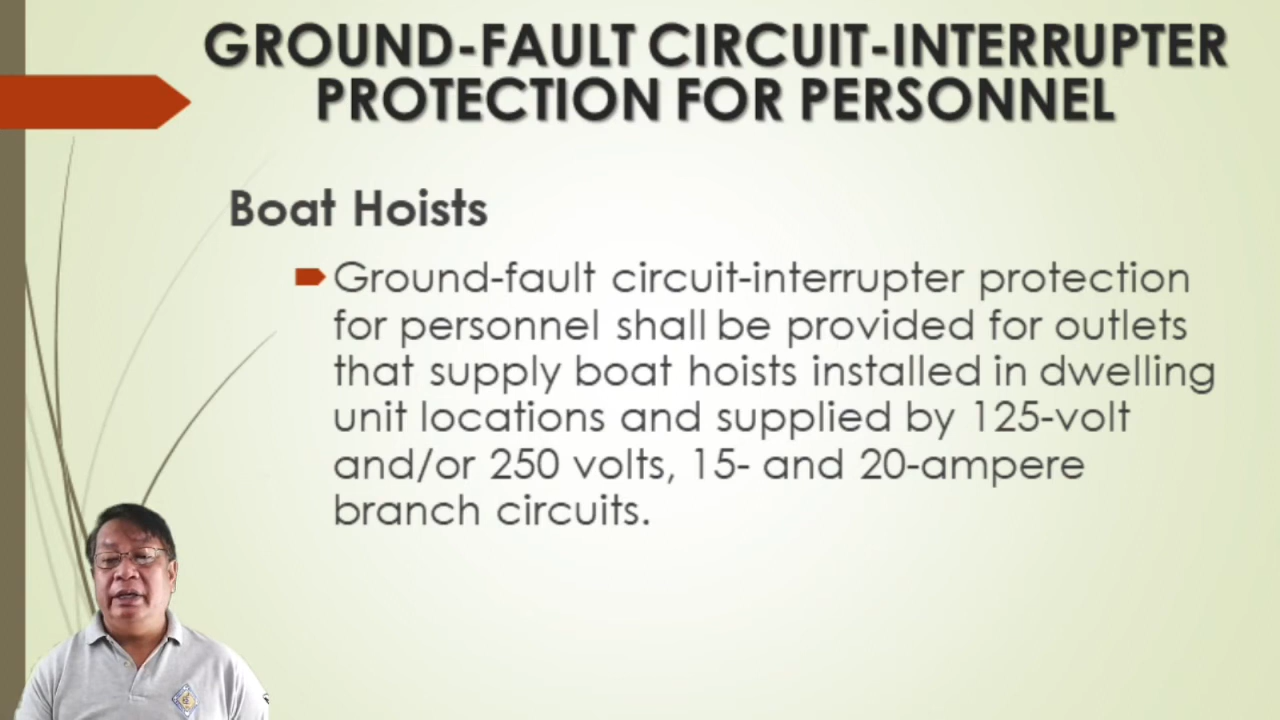 GROUND-FAULT CIRCUIT-INTERRUPTER
PROTECTION FOR PERSONNEL
Boat Hoists
Ground-fault circuit-interrupter protection
for personnel shall be provided for outlets
that supply boat hoists installed in dwelling
unit locations and supplied by 125-volt
and/or 250 volts, 15- and 20-ampere
branch circuits.